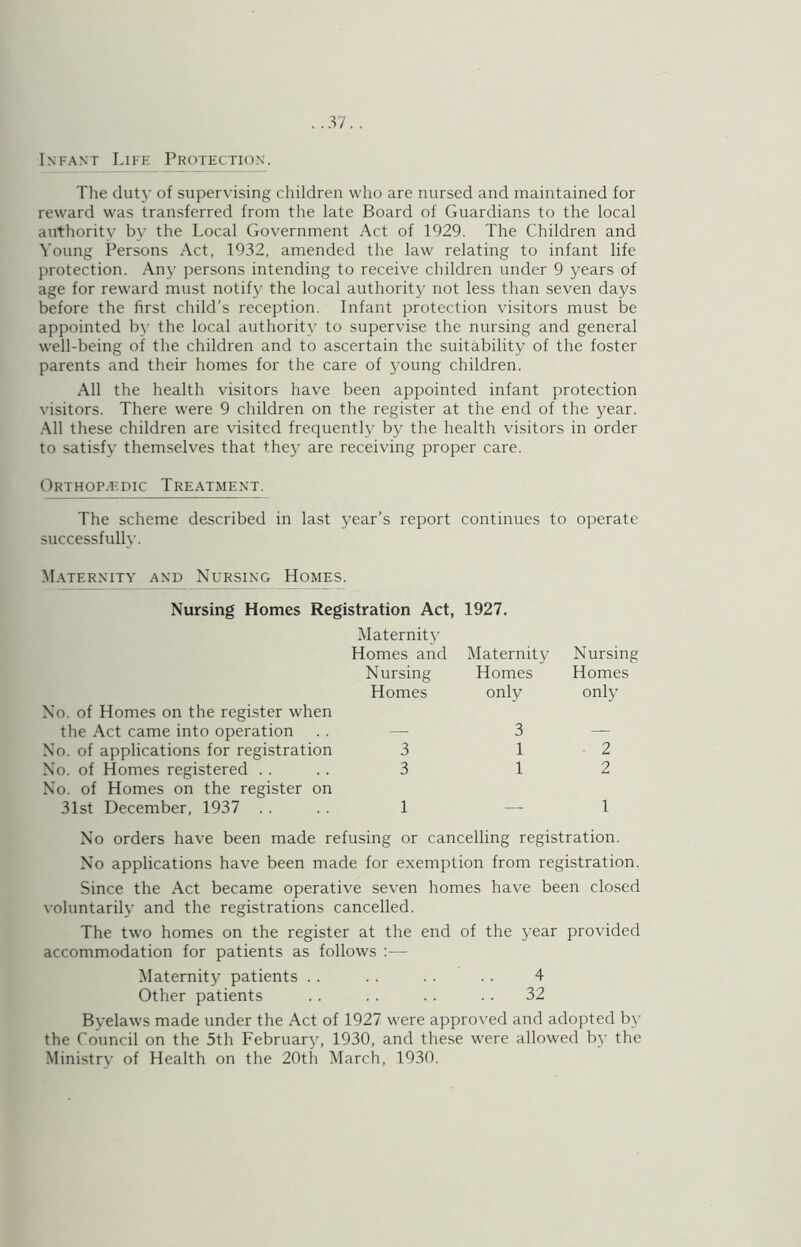 ..37..
INFANT LIFE PROTECTION.
The duty of supervising children who are nursed and maintained for
reward was transferred from the late Board of Guardians to the local
authority by the Local Government Act of 1929. The Children and
Young Persons Act, 1932, amended the law relating to infant life
protection. Any persons intending to receive children under 9 years of
age for reward must notify the local authority not less than seven days
before the first child's reception. Infant protection visitors must be
appointed by the local authority to supervise the nursing and general
well-being of the children and to ascertain the suitability of the foster
parents and their homes for the care of young children.
All the health visitors have been appointed infant protection
visitors. There were 9 children on the register at the end of the year.
All these children are visited frequently by the health visitors in order
to satisfy themselves that they are receiving proper care.
ORTHOPÆDIC TREATMENT.
The scheme described in last year's report continues to operate
successfully.
MATERNITY AND NURSING HOMES.
Nursing Homes Registration Act, 1927.
Maternity
Homes and Maternity Nursing
Nursing Homes Homes
Homes only only
No. of Homes on the register when
the Act came into operation .. — 3 —
No. of applications for registration 3 1 2
No. of Homes registered .. .. 3 1 2
No. of Homes on the register on
31st December, 1937 .. .. 1 — 1
No orders have been made refusing or cancelling registration.
No applications have been made for exemption from registration.
Since the Act became operative seven homes have been closed
voluntarily and the registrations cancelled.
The two homes on the register at the end of the year provided
accommodation for patients as follows :—
Maternity patients .. .. .. .. 4
Other patients .. .. .. .. 32
Byelaws made under the Act of 1927 were approved and adopted by
the Council on the 5th February, 1930, and these were allowed by the
Ministry of Health on the 20th March, 1930.